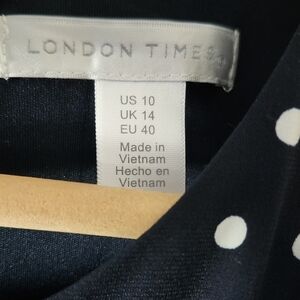 LONDON TIMES
US 10
UK 14
EU 40
Made in
Vietnam
Hecho en
Vietnam